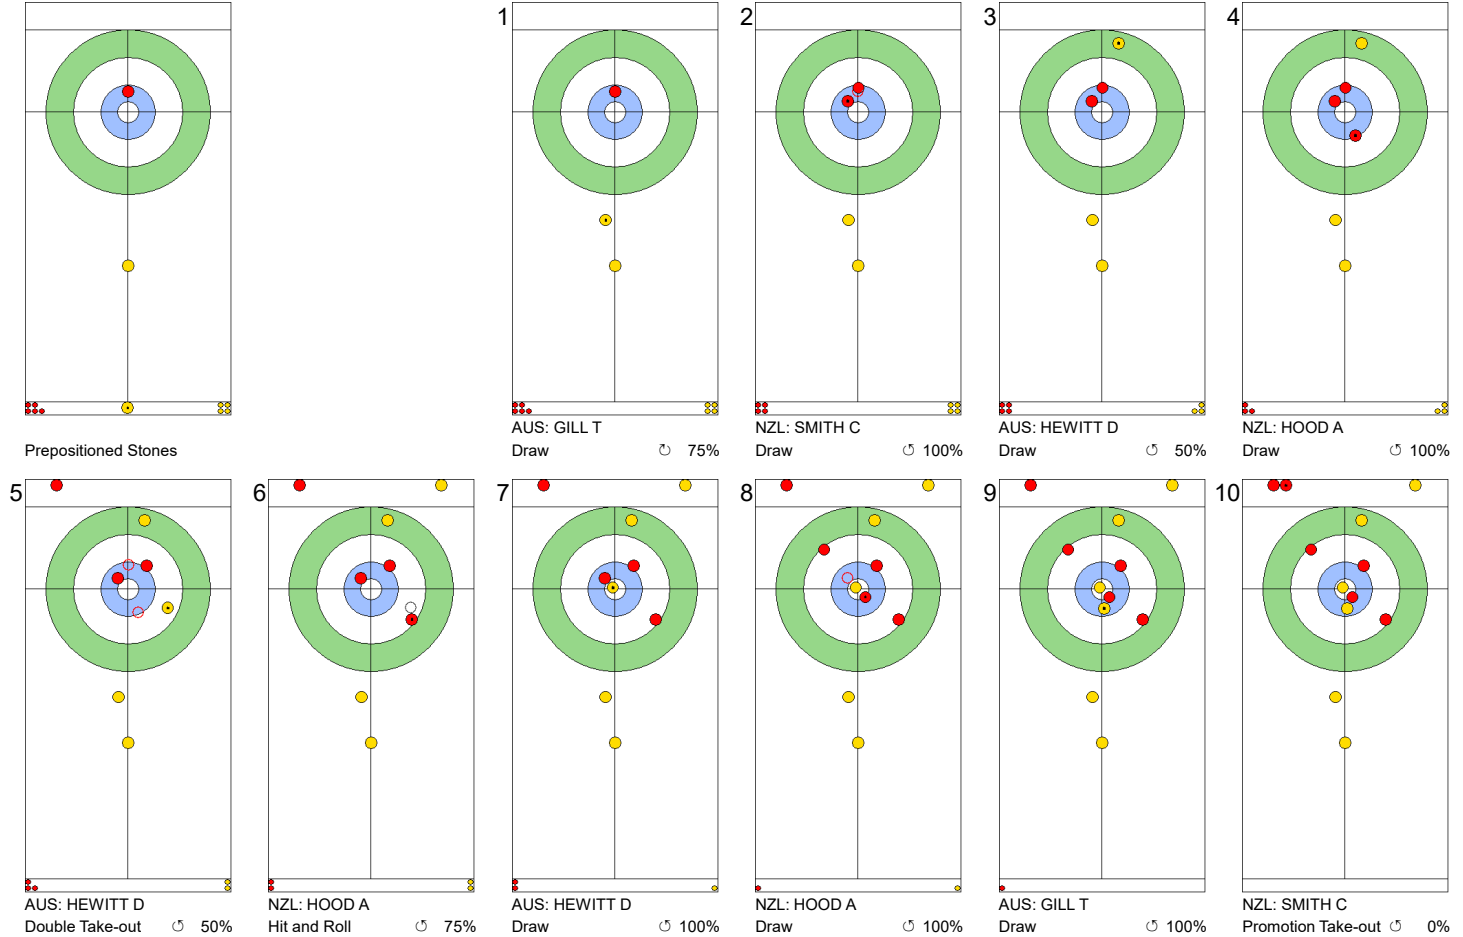 1
2
3
4
Prepositioned Stones
AUS: GILL T
Draw ↻ 75%
NZL: SMITH C
Draw ↺ 100%
AUS: HEWITT D
Draw ↺ 50%
NZL: HOOD A
Draw ↺ 100%
5
6
7
8
9
10
AUS: HEWITT D
Double Take-out ↺ 50%
NZL: HOOD A
Hit and Roll ↺ 75%
AUS: HEWITT D
Draw ↺ 100%
NZL: HOOD A
Draw ↺ 100%
AUS: GILL T
Draw ↺ 100%
NZL: SMITH C
Promotion Take-out ↺ 0%